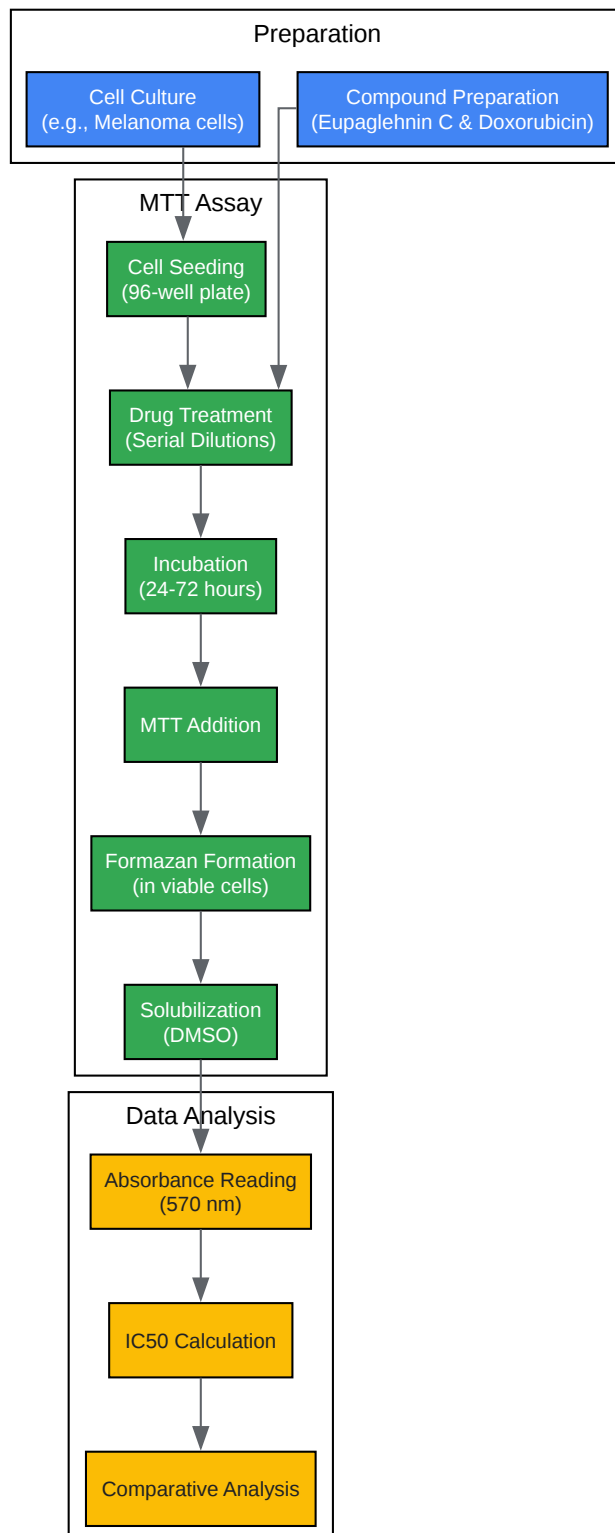 Preparation
Cell Culture
(e.g., Melanoma cells)
Compound Preparation
(Eupaglehnin C & Doxorubicin)
MTT Assay
Cell Seeding
(96-well plate)
Drug Treatment
(Serial Dilutions)
Incubation
(24-72 hours)
MTT Addition
Formazan Formation
(in viable cells)
Solubilization
(DMSO)
Data Analysis
Absorbance Reading
(570 nm)
IC50 Calculation
Comparative Analysis